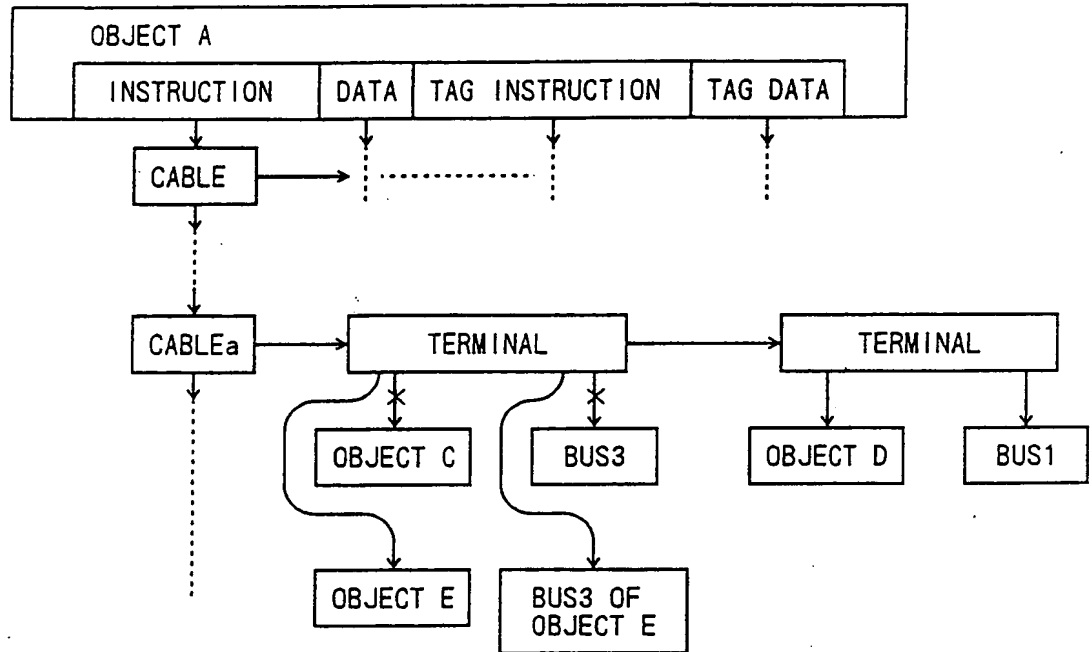 OBJECT A
INSTRUCTION DATA TAG INSTRUCTION TAG DATA
CABLE
CABLEa TERMINAL TERMINAL
OBJECT C BUS3 OBJECT D BUS1
OBJECT E BUS3 OF
OBJECT E